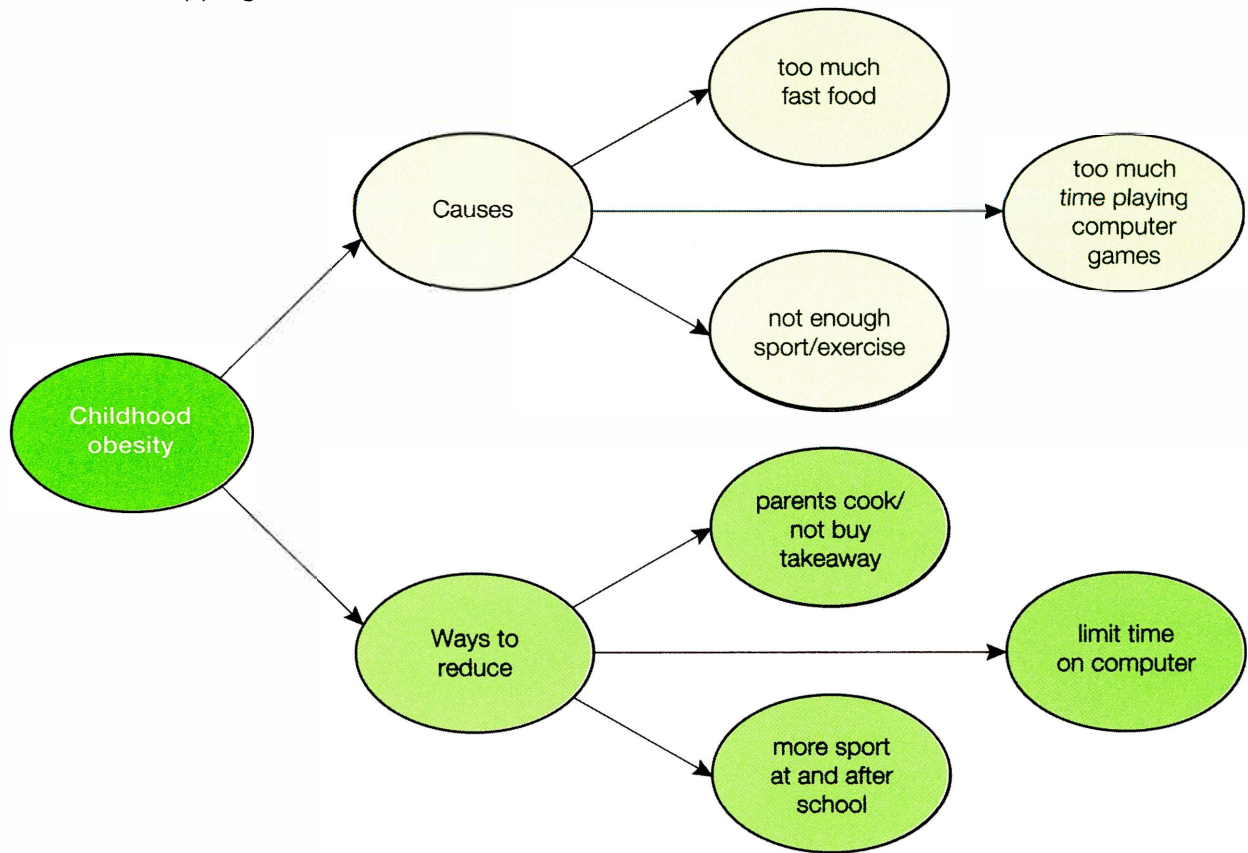 too much
fast food
Causes
too much
time playing
computer
games
not enough
sport/exercise
Childhood
obesity
parents cook/
not buy
takeaway
Ways to
reduce
limit time
on computer
more sport
at and after
school